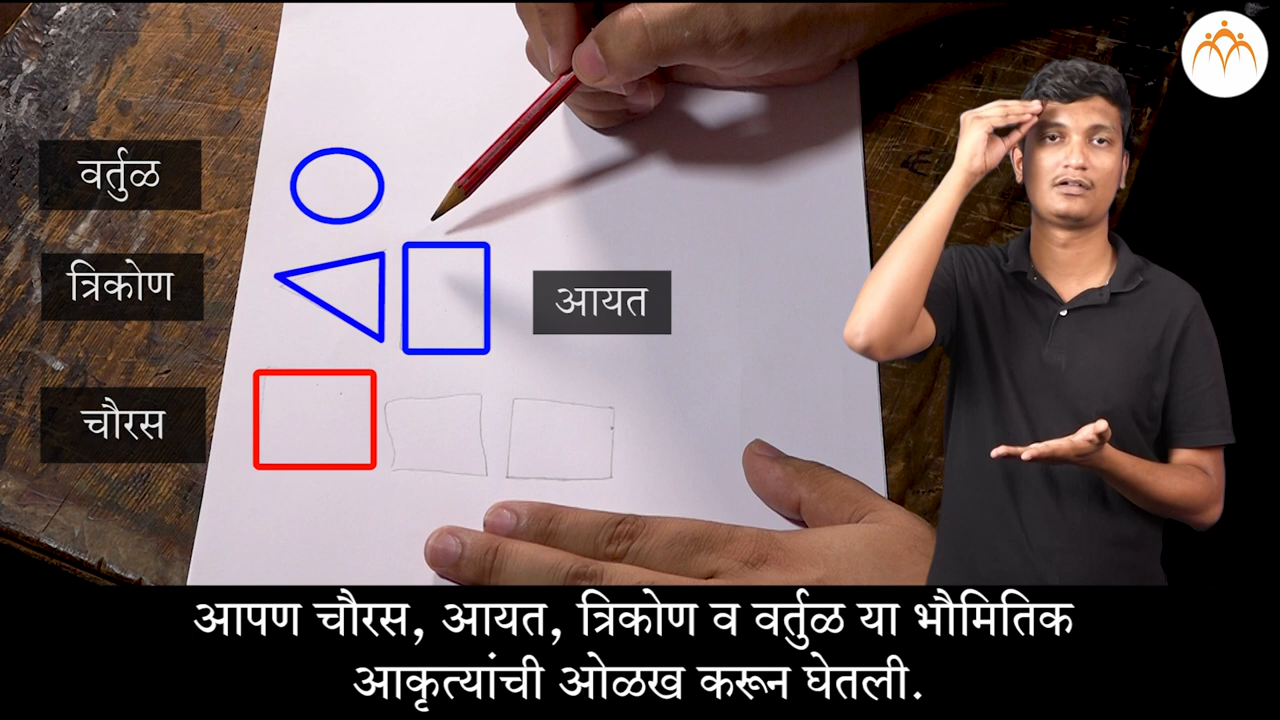 वर्तुळ
त्रिकोण
आयत
चौरस
आपण चौरस, आयत, त्रिकोण व वर्तुळ या भौमितिक
आकृत्यांची ओळख करून घेतली.